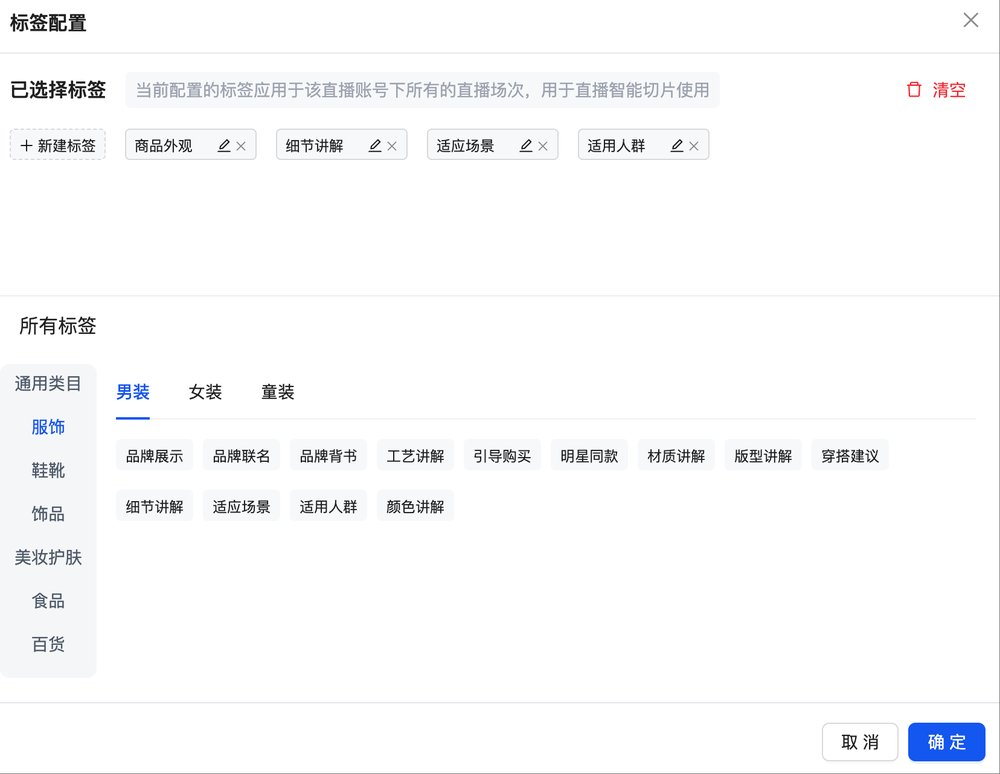 标签配置
已选择标签 当前配置的标签应用于该直播账号下所有的直播场次，用于直播智能切片使用 清空
+ 新建标签 商品外观 细节讲解 适应场景 适用人群
所有标签
通用类目
服饰
鞋靴
饰品
美妆护肤
食品
百货
男装 女装 童装
品牌展示 品牌联名 品牌背书 工艺讲解 引导购买 明星同款 材质讲解 版型讲解 穿搭建议
细节讲解 适应场景 适用人群 颜色讲解
取消 确定